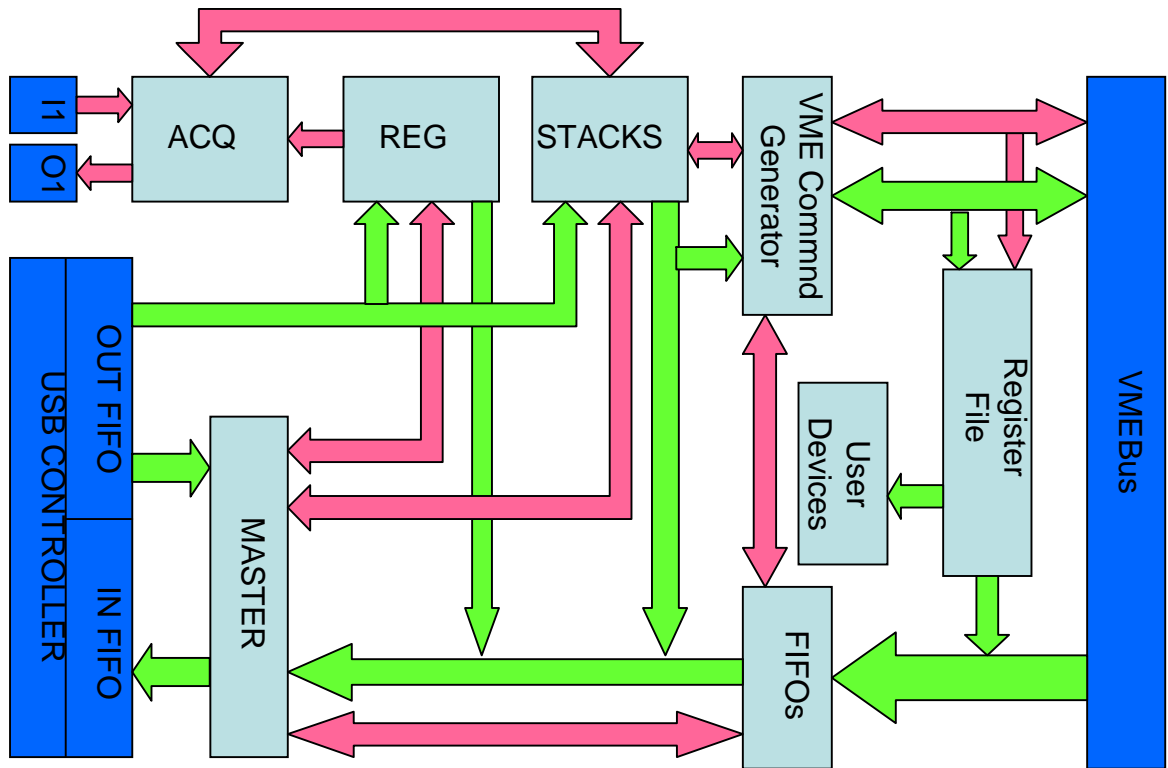 I1
O1
ACQ
REG
STACKS
VME Commnd
Generator
VMEBus
Register
File
User
Devices
OUT FIFO
USB CONTROLLER
IN FIFO
MASTER
FIFOs